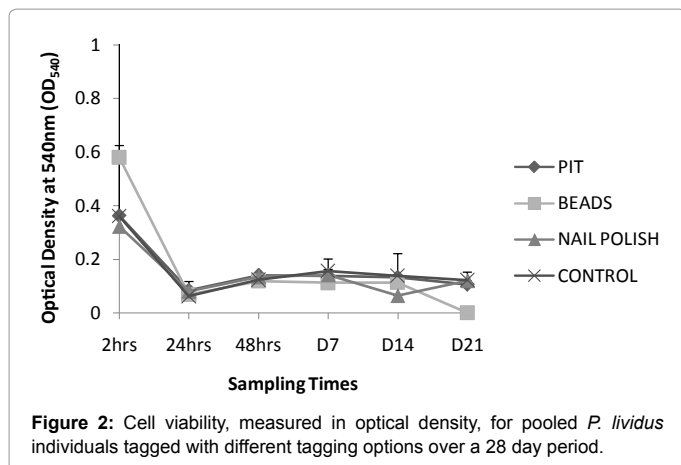 Optical Density at 540nm (OD540)
1
0.8
0.6
0.4
0.2
0
2hrs 24hrs 48hrs D7 D14 D21
Sampling Times
PIT
BEADS
NAIL POLISH
CONTROL
Figure 2: Cell viability, measured in optical density, for pooled P. lividus
individuals tagged with different tagging options over a 28 day period.